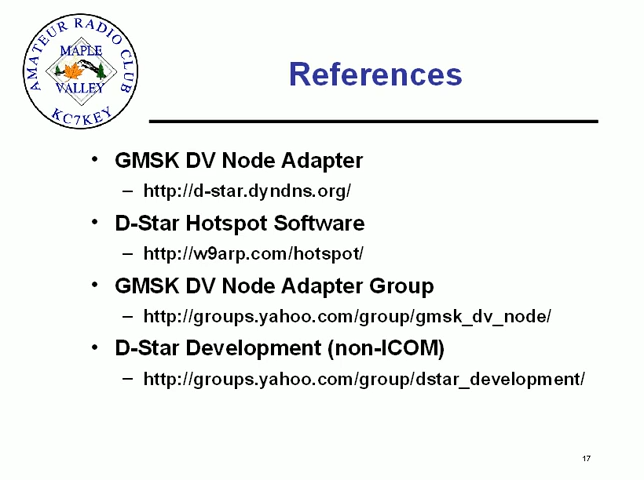 AMATEUR RADIO CLUB
MAPLE
VALLEY
KC7KEY
References
• GMSK DV Node Adapter
– http://d-star.dyndns.org/
• D-Star Hotspot Software
– http://w9arp.com/hotspot/
• GMSK DV Node Adapter Group
– http://groups.yahoo.com/group/gmsk_dv_node/
• D-Star Development (non-ICOM)
– http://groups.yahoo.com/group/dstar_development/
17